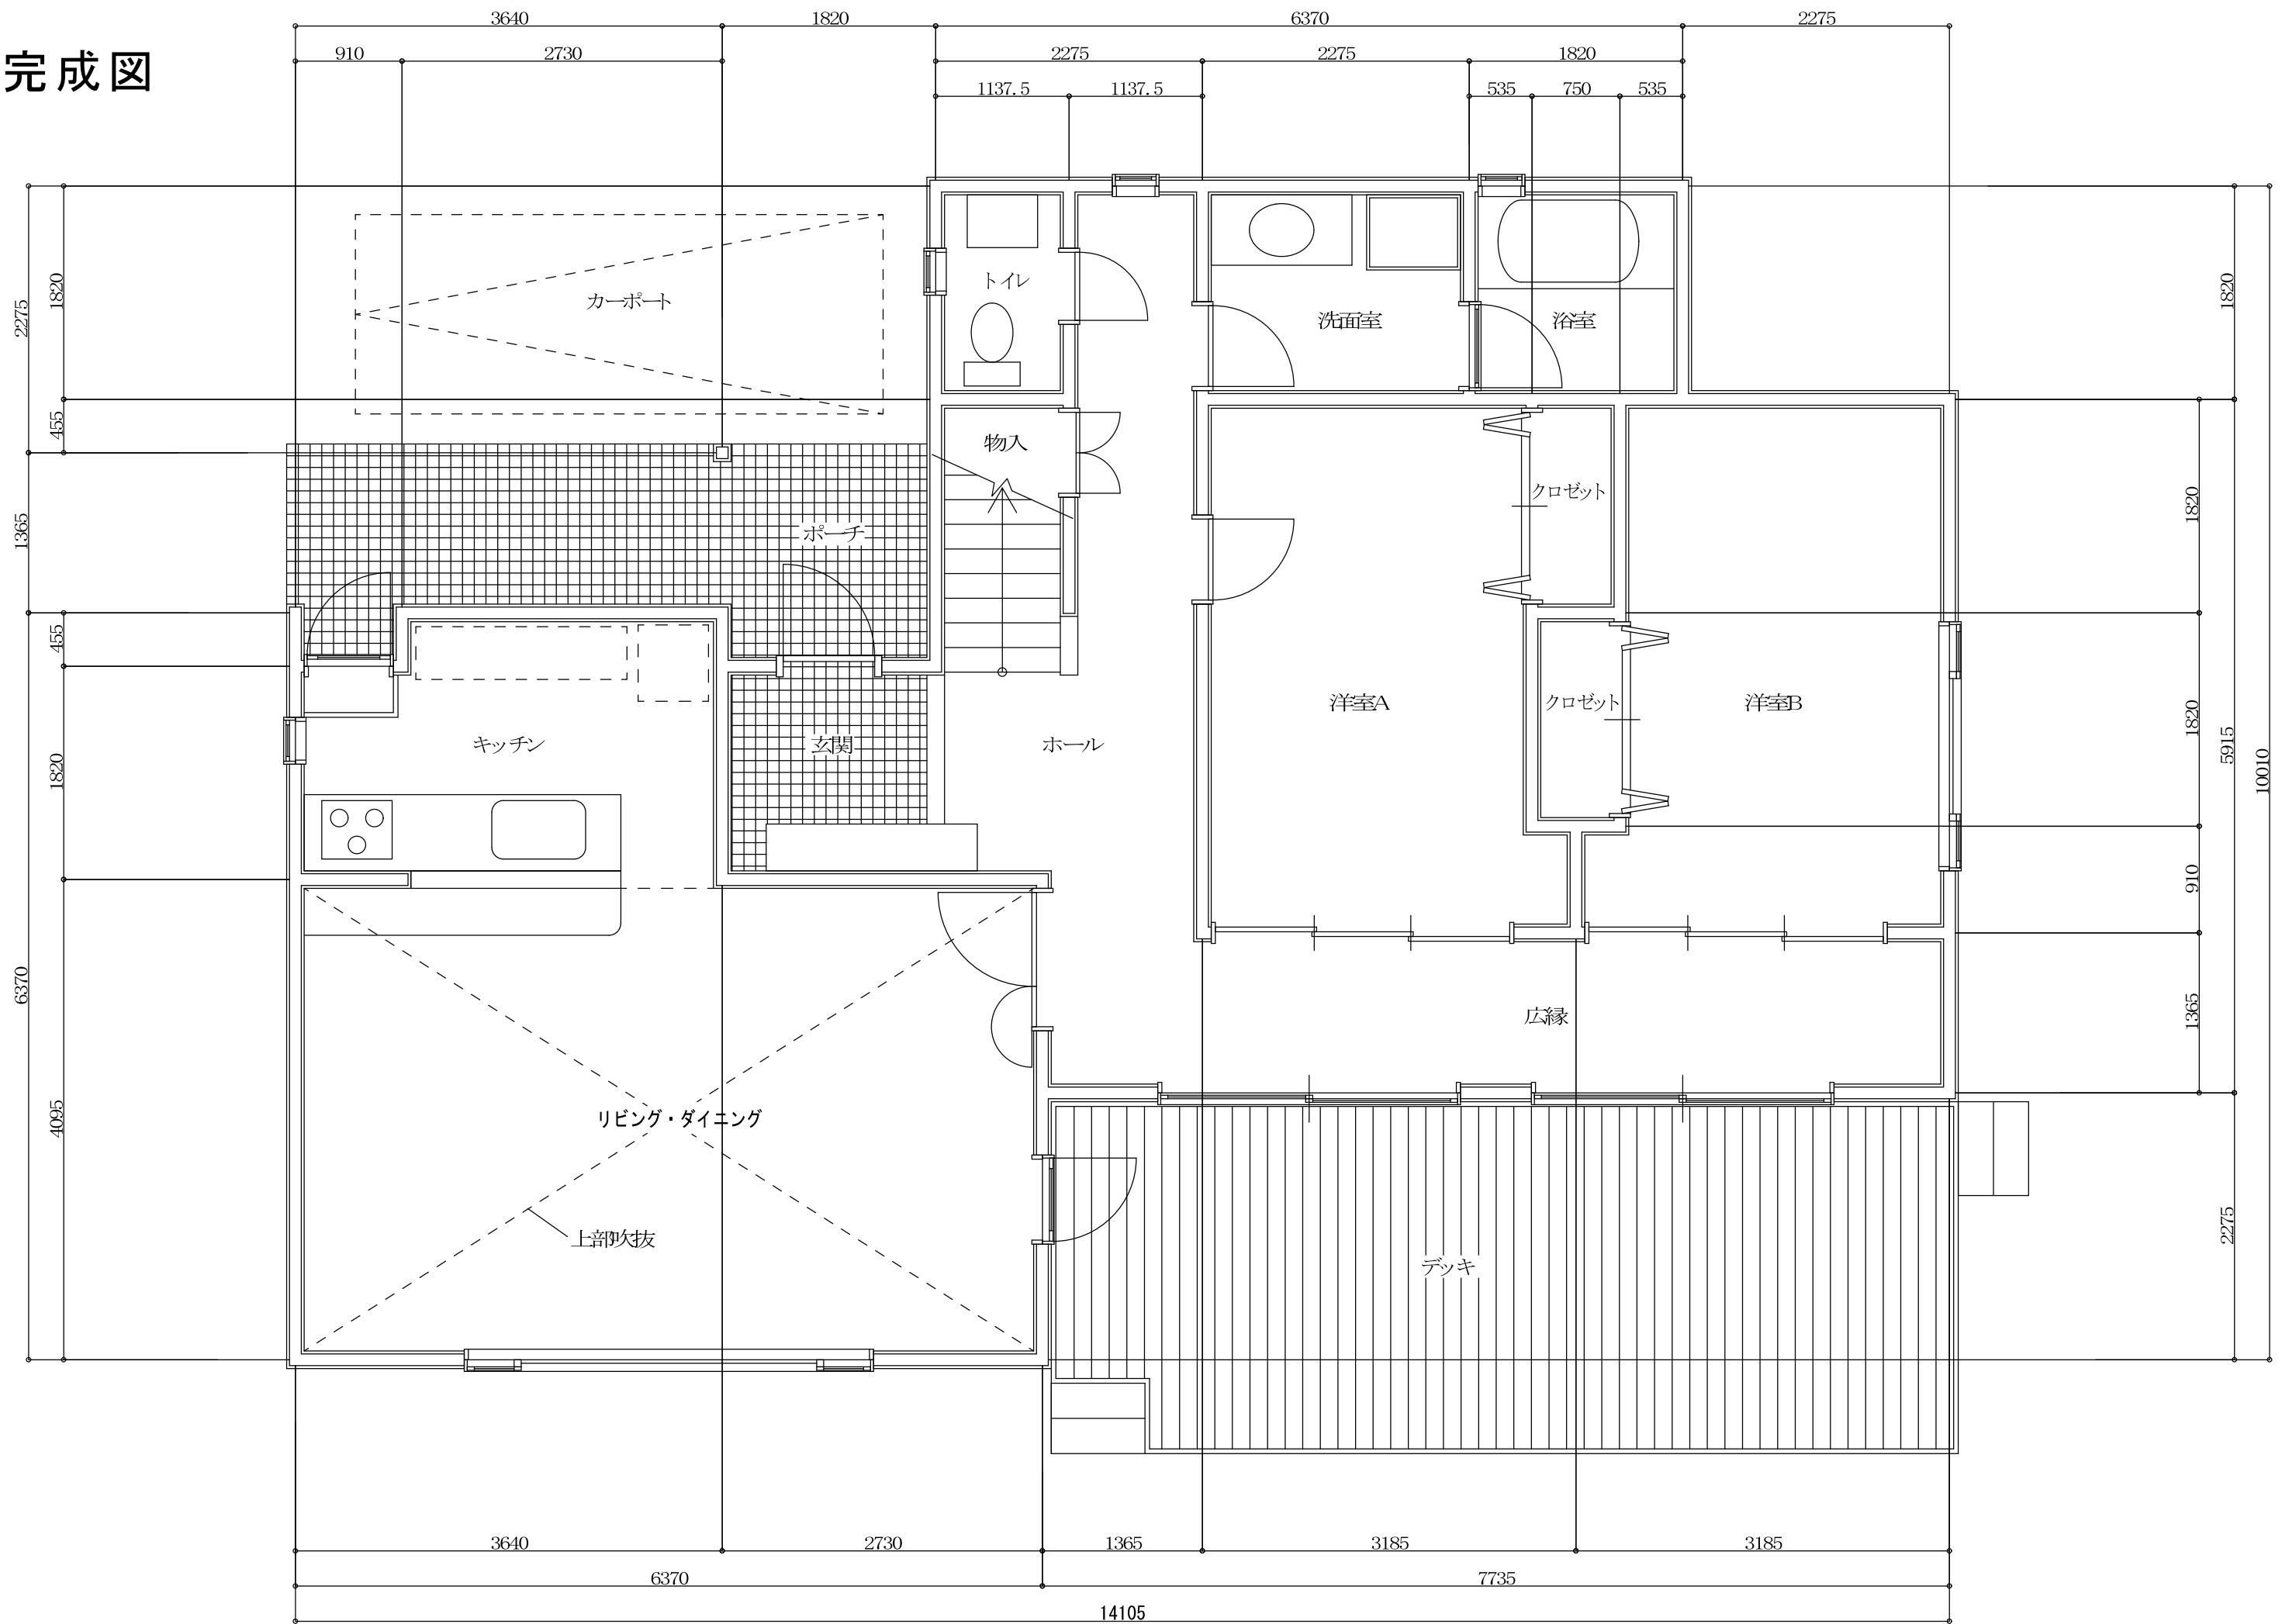 完成図
3640 1820 6370 2275
910 2730 2275 2275 1820
1137.5 1137.5 535 750 535
2275 1365 6370
1820 455 455 1820 4095
カーポート
トイレ
洗面室
浴室
物入
クロゼット
ポーチ
洋室A
クロゼット
洋室B
キッチン
玄関
ホール
広縁
リビング・ダイニング
上部吹抜
デッキ
1820 1820 910 1365
1820 5915 2275
10010
3640 2730 1365 3185 3185
6370 7735
14105